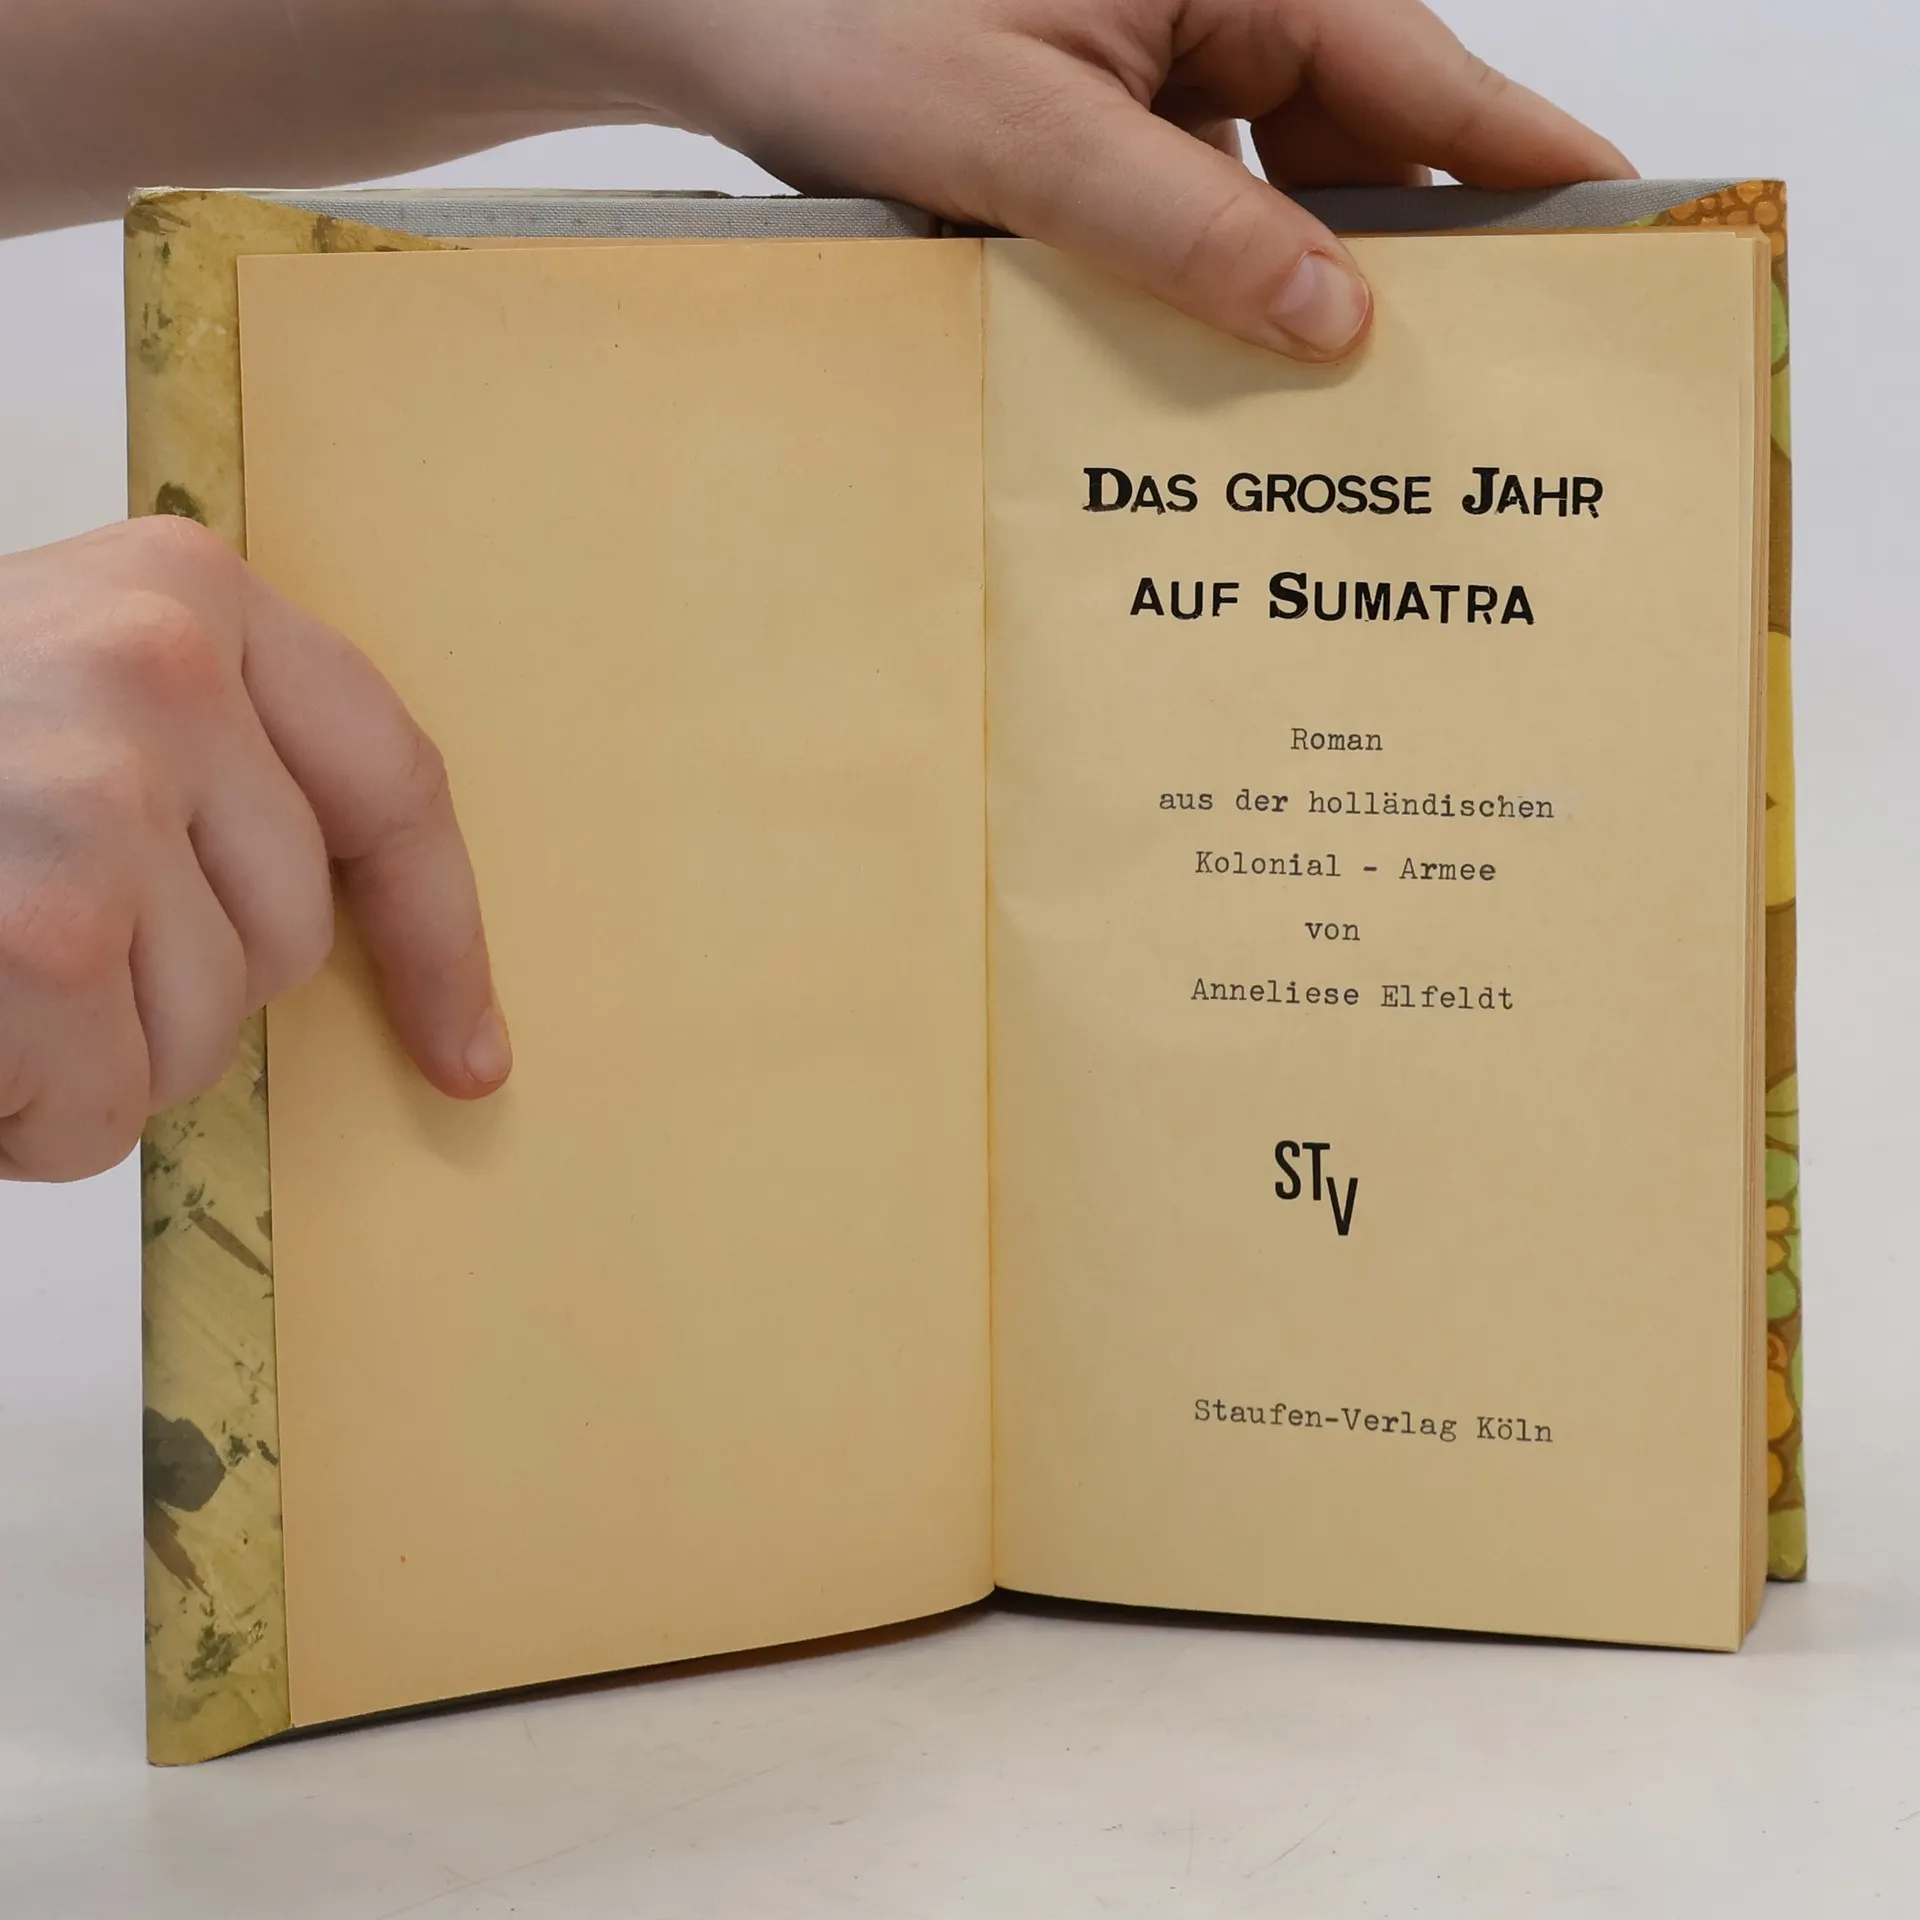 DAS GROSSE JAHR
AUF SUMATRA
Roman
aus der holländischen
Kolonial - Armee
von
Anneliese Elfeldt
STV
Staufen-Verlag Köln